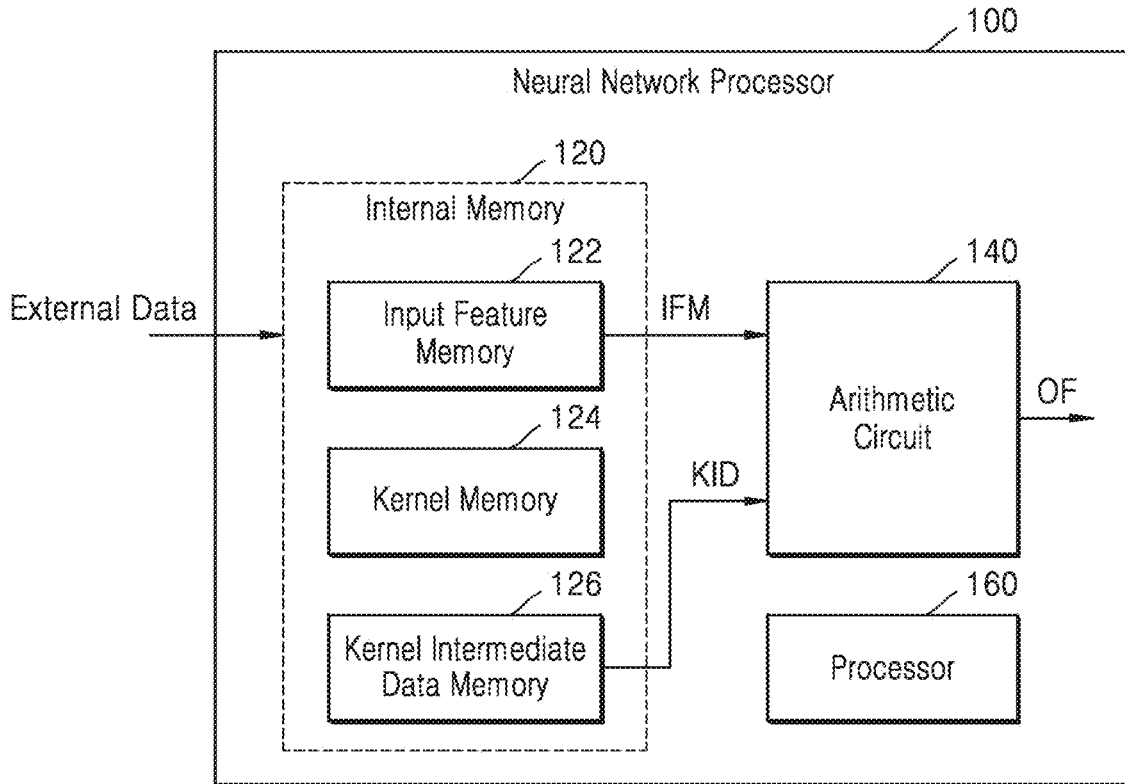 100
Neural Network Processor
120
Internal Memory
122
140
External Data
Input Feature
Memory
IFM
Arithmetic
Circuit
OF
124
Kernel Memory
KID
126
160
Kernel Intermediate
Data Memory
Processor